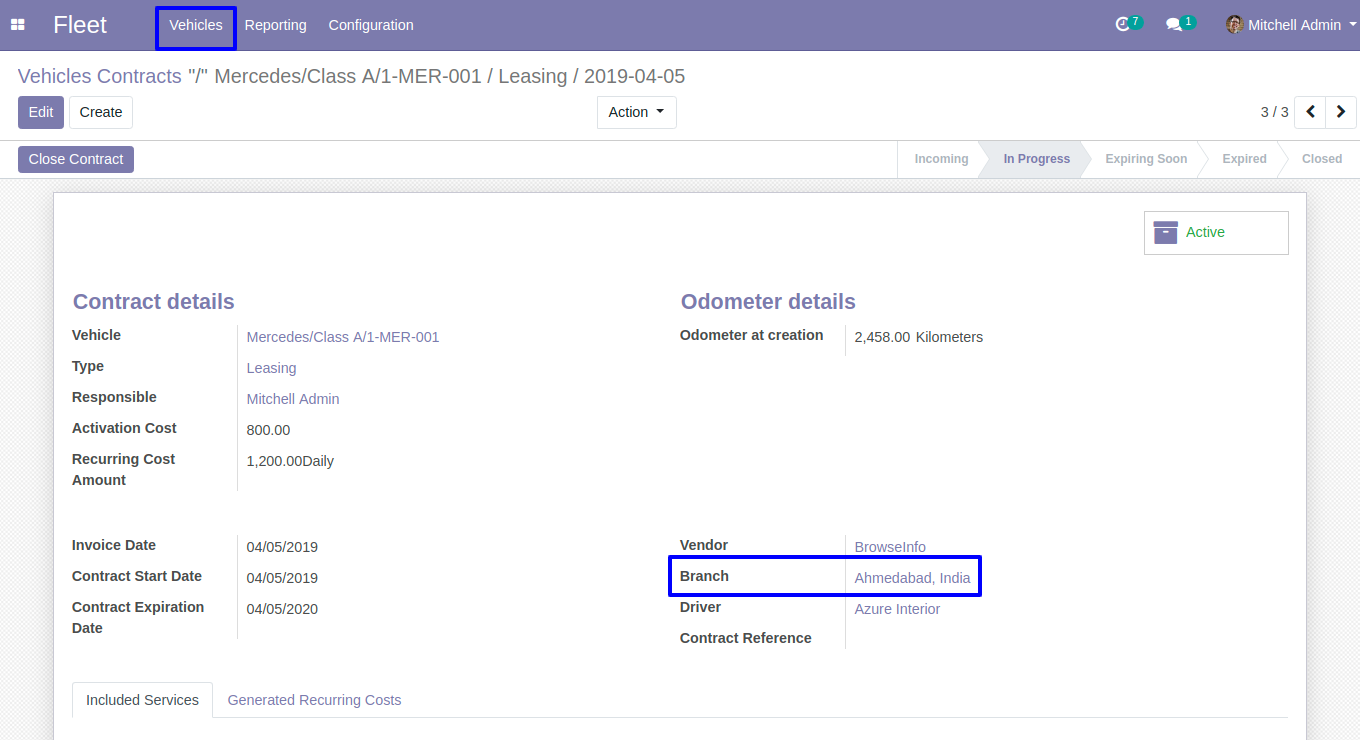 Fleet Vehicles Reporting Configuration 7 1 Mitchell Admin
Vehicles Contracts "/" Mercedes/Class A/1-MER-001 / Leasing / 2019-04-05
Edit Create Action 3 / 3
Close Contract Incoming In Progress Expiring Soon Expired Closed
Active
Contract details
Vehicle Mercedes/Class A/1-MER-001
Type Leasing
Responsible Mitchell Admin
Activation Cost 800.00
Recurring Cost 1,200.00Daily
Amount
Odometer details
Odometer at creation 2,458.00 Kilometers
Invoice Date 04/05/2019
Contract Start Date 04/05/2019
Contract Expiration 04/05/2020
Date
Vendor BrowseInfo
Branch Ahmedabad, India
Driver Azure Interior
Contract Reference
Included Services Generated Recurring Costs